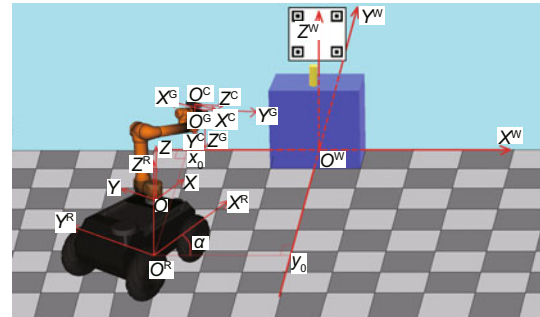 Z^W
Y^W
X^G
O^C
Z^C
O^G
X^C
Y^G
Z
Y^C
Z^G
X^W
Z^R
x_0
O^W
Y
X
O
X^R
Y^R
α
O^R
y_0